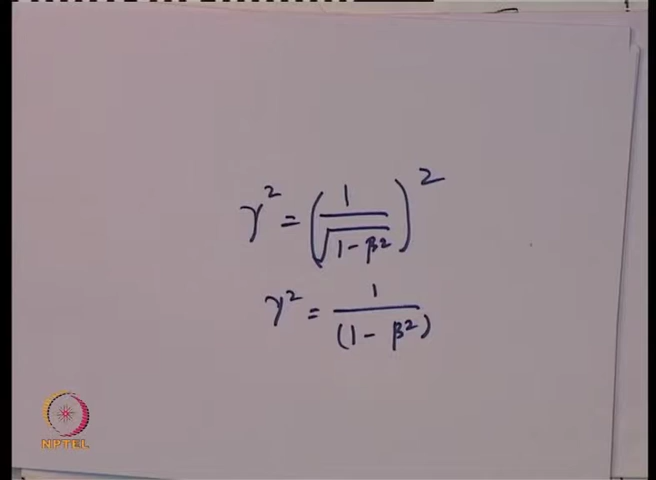 γ² = (1/√(1-β²))²
γ² = 1/(1-β²)
NPTEL